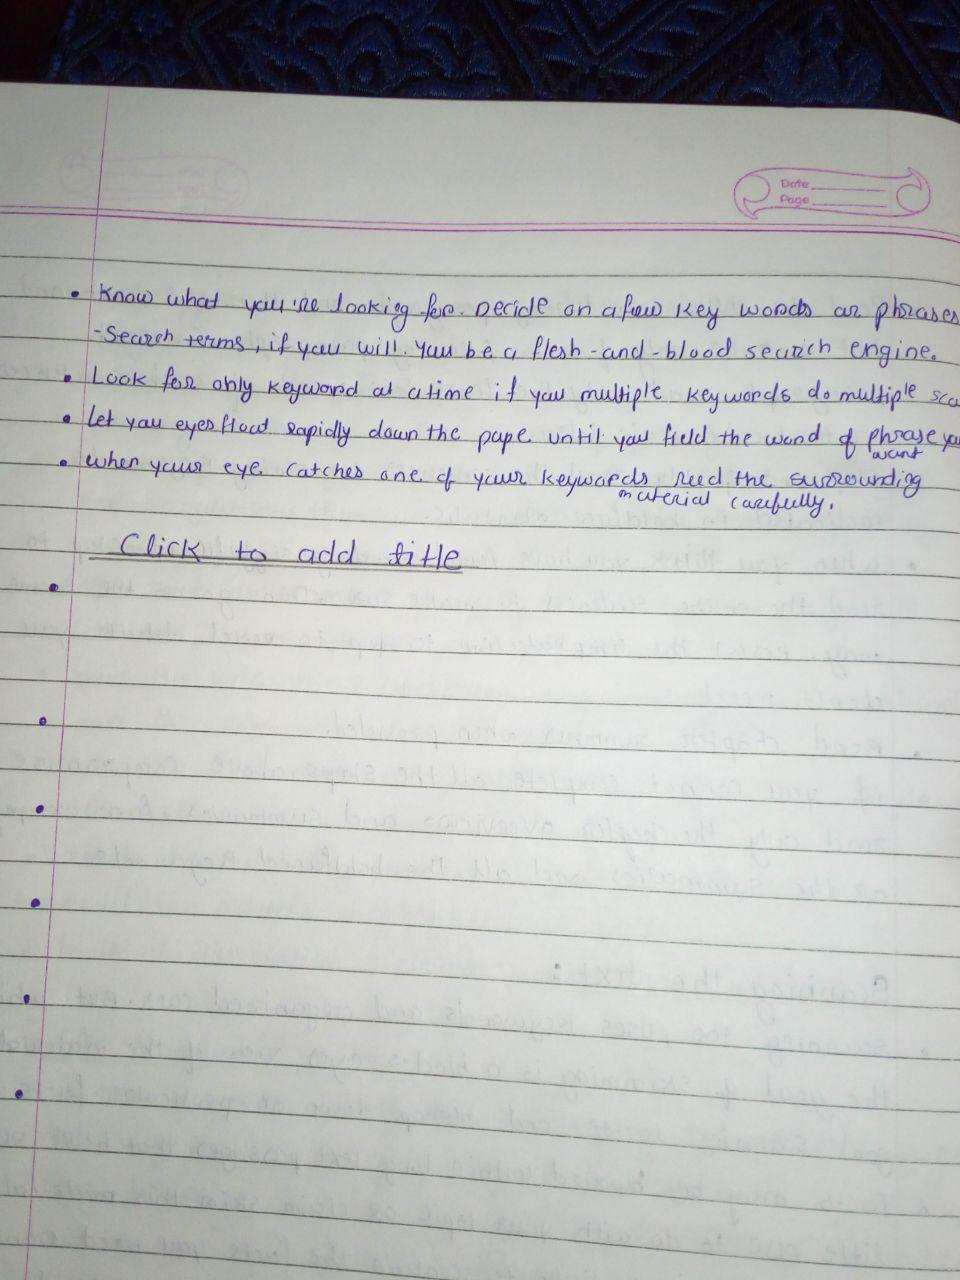 Date
Page
• Know what you're looking for. Decide on a few key words or phrases
- Search terms, if you will. You be a flesh-and-blood search engine.
• Look for only keyword at a time if you multiple keywords do multiple sca
• Let you eyes flow rapidly down the pape until you field the word of phrase you
want
• when your eye catches one of your keywords, reed the surrounding
material carefully.
Click to add title